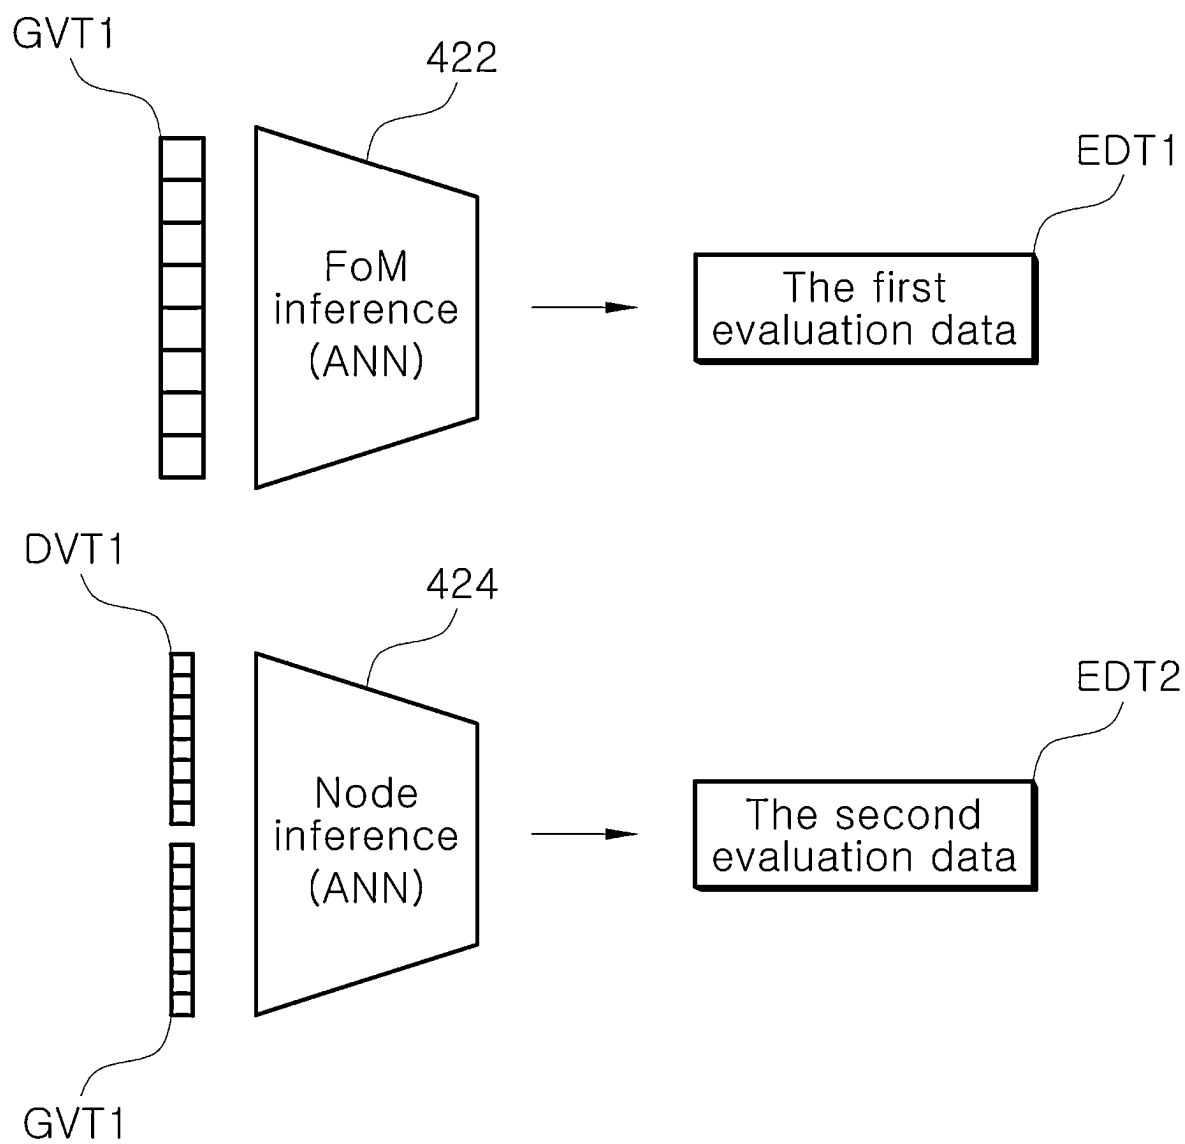 GVT1
422
EDT1
FoM
inference
(ANN)
The first
evaluation data
DVT1
424
EDT2
Node
inference
(ANN)
The second
evaluation data
GVT1